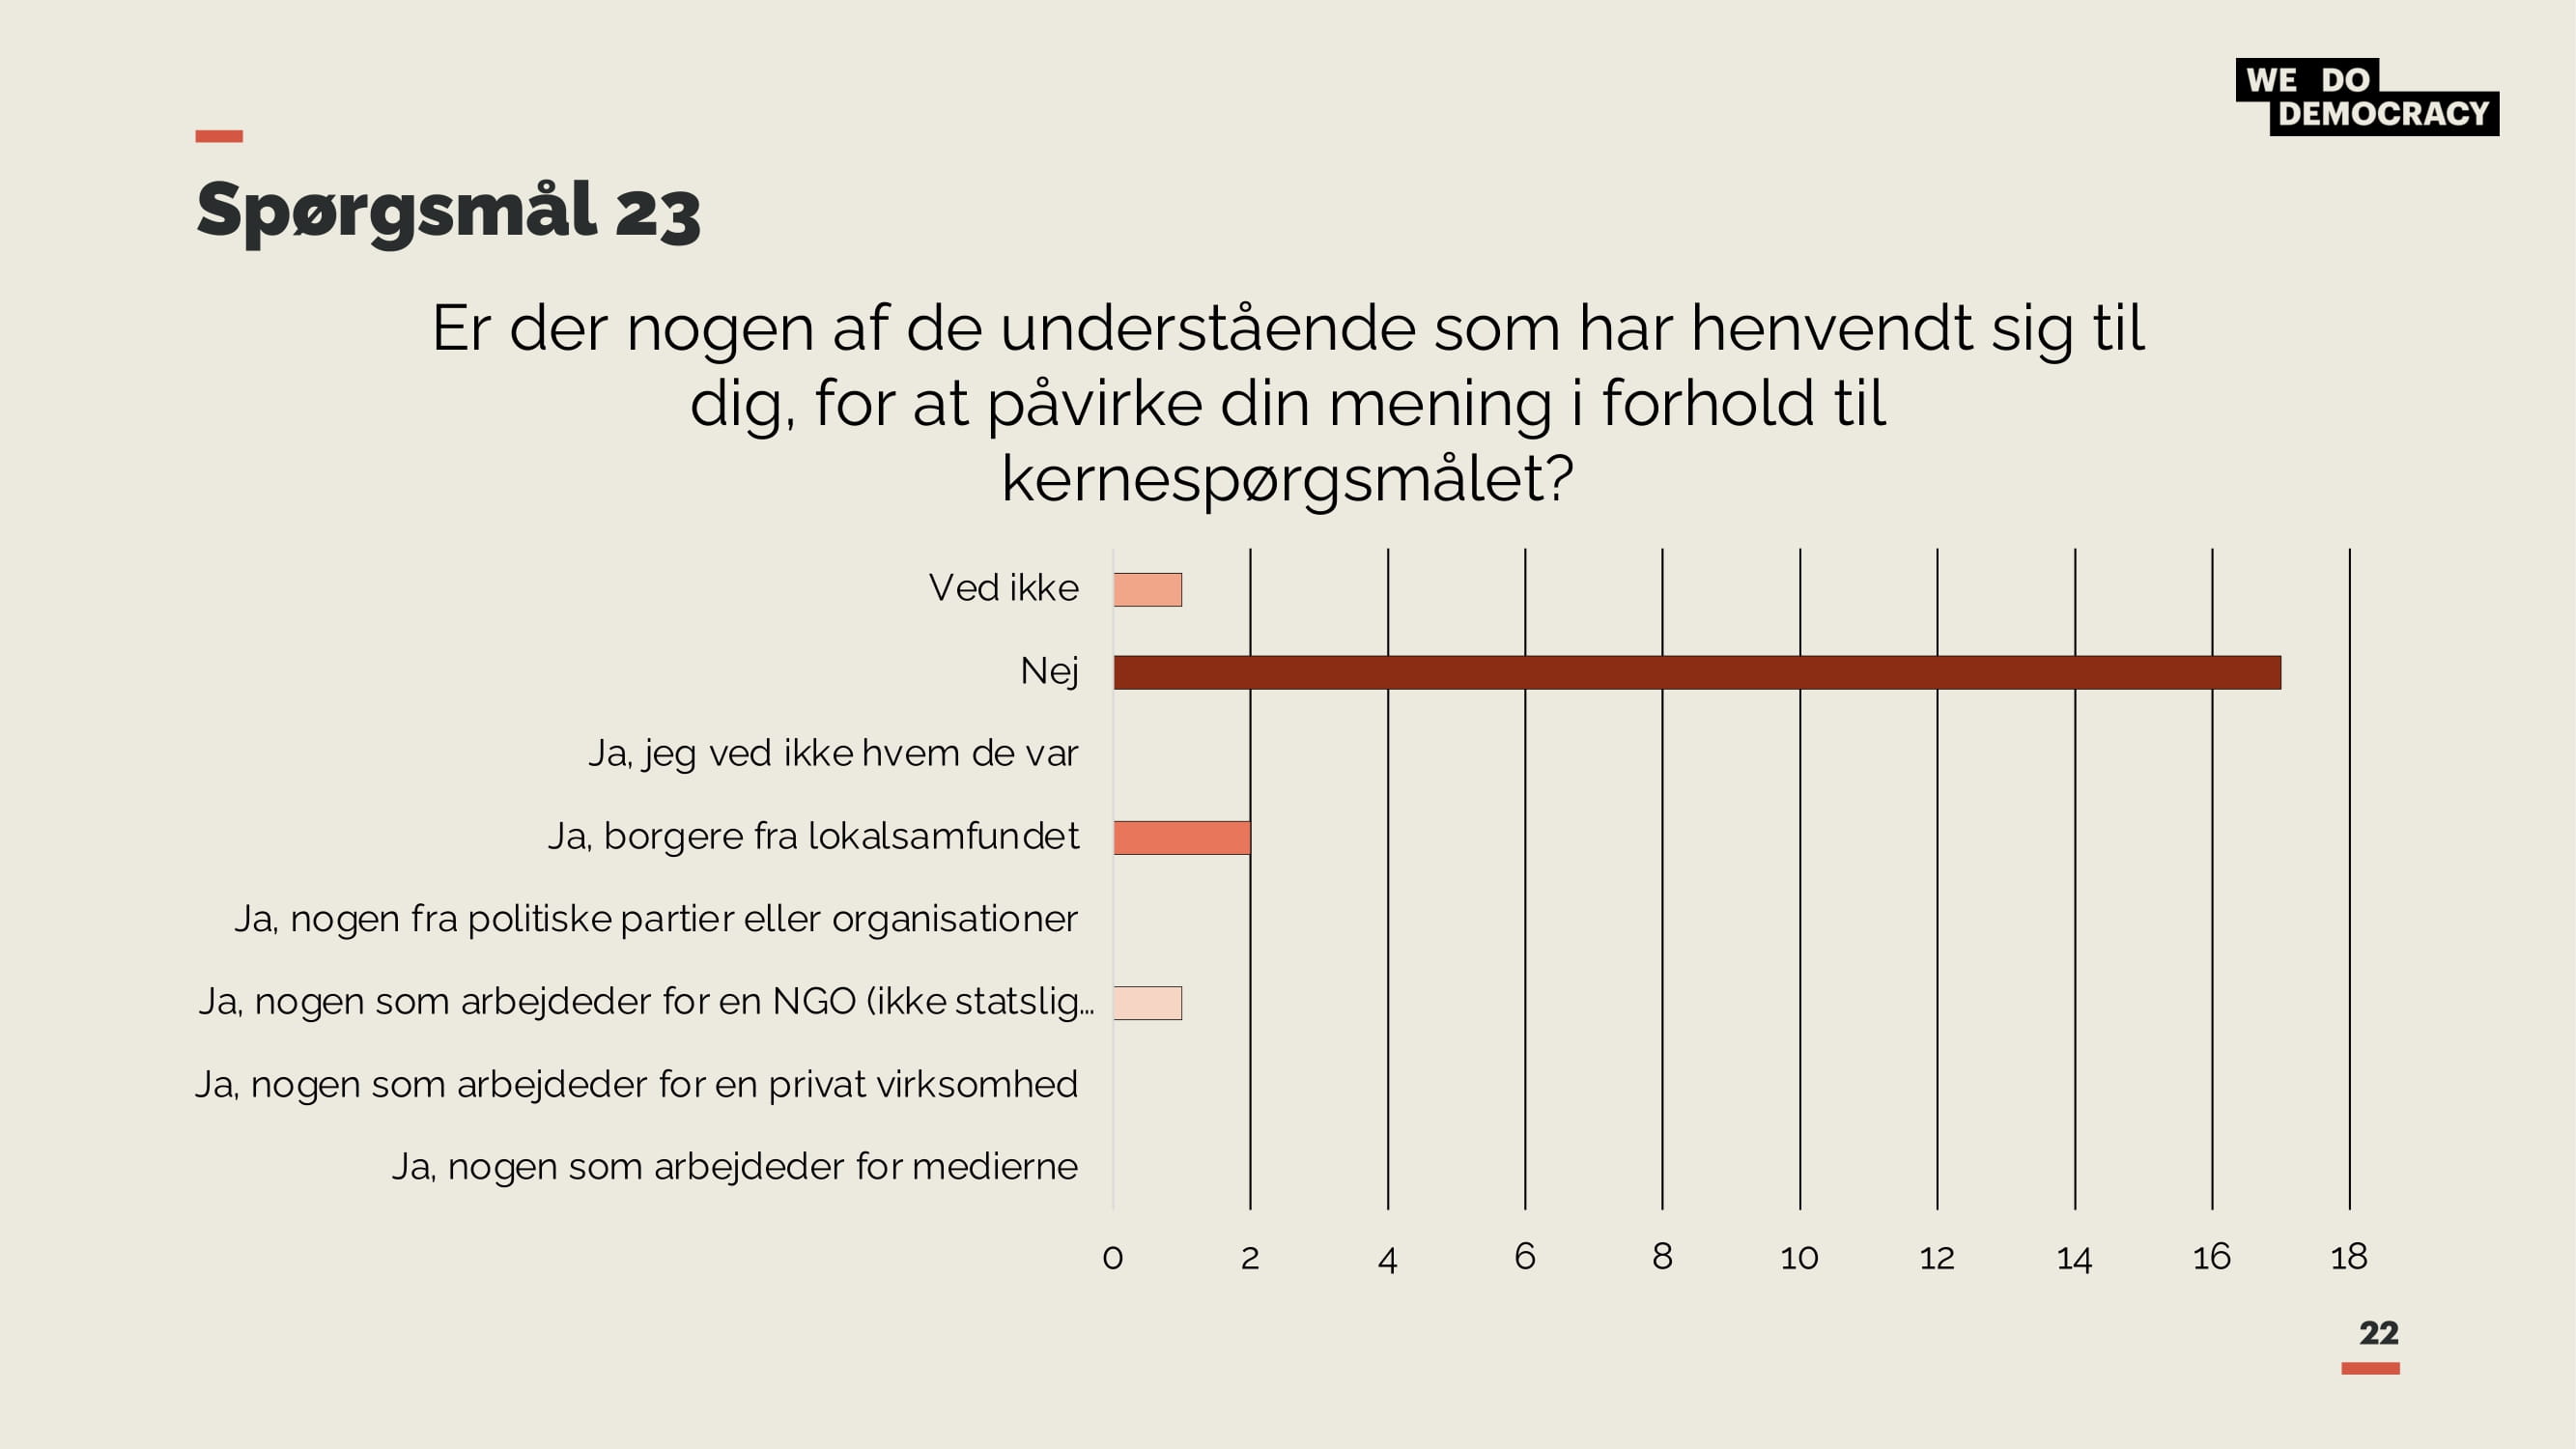 WE DO
DEMOCRACY
Spørgsmål 23
Er der nogen af de understående som har henvendt sig til
dig, for at påvirke din mening i forhold til
kernespørgsmålet?
Ved ikke
Nej
Ja, jeg ved ikke hvem de var
Ja, borgere fra lokalsamfundet
Ja, nogen fra politiske partier eller organisationer
Ja, nogen som arbejdeder for en NGO (ikke statslig...
Ja, nogen som arbejdeder for en privat virksomhed
Ja, nogen som arbejdeder for medierne
0 2 4 6 8 10 12 14 16 18
22